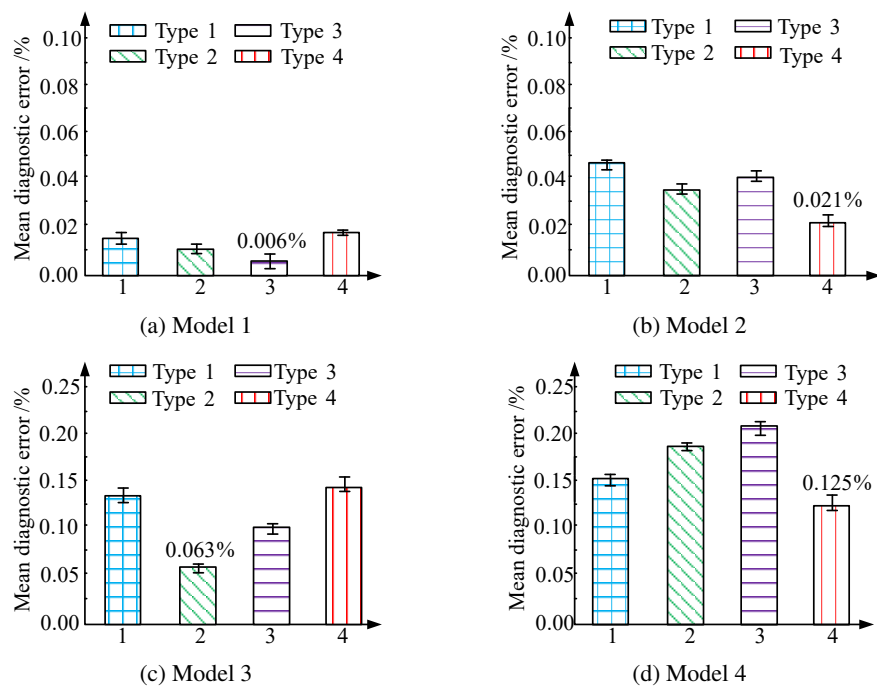 Mean diagnostic error /%
0.10
0.08
0.06
0.04
0.02
0.00
Type 1
Type 2
Type 3
Type 4
0.006%
1 2 3 4
(a) Model 1
Mean diagnostic error /%
0.10
0.08
0.06
0.04
0.02
0.00
Type 1
Type 2
Type 3
Type 4
0.021%
1 2 3 4
(b) Model 2
Mean diagnostic error /%
0.25
0.20
0.15
0.10
0.05
0.00
Type 1
Type 2
Type 3
Type 4
0.063%
1 2 3 4
(c) Model 3
Mean diagnostic error /%
0.25
0.20
0.15
0.10
0.05
0.00
Type 1
Type 2
Type 3
Type 4
0.125%
1 2 3 4
(d) Model 4